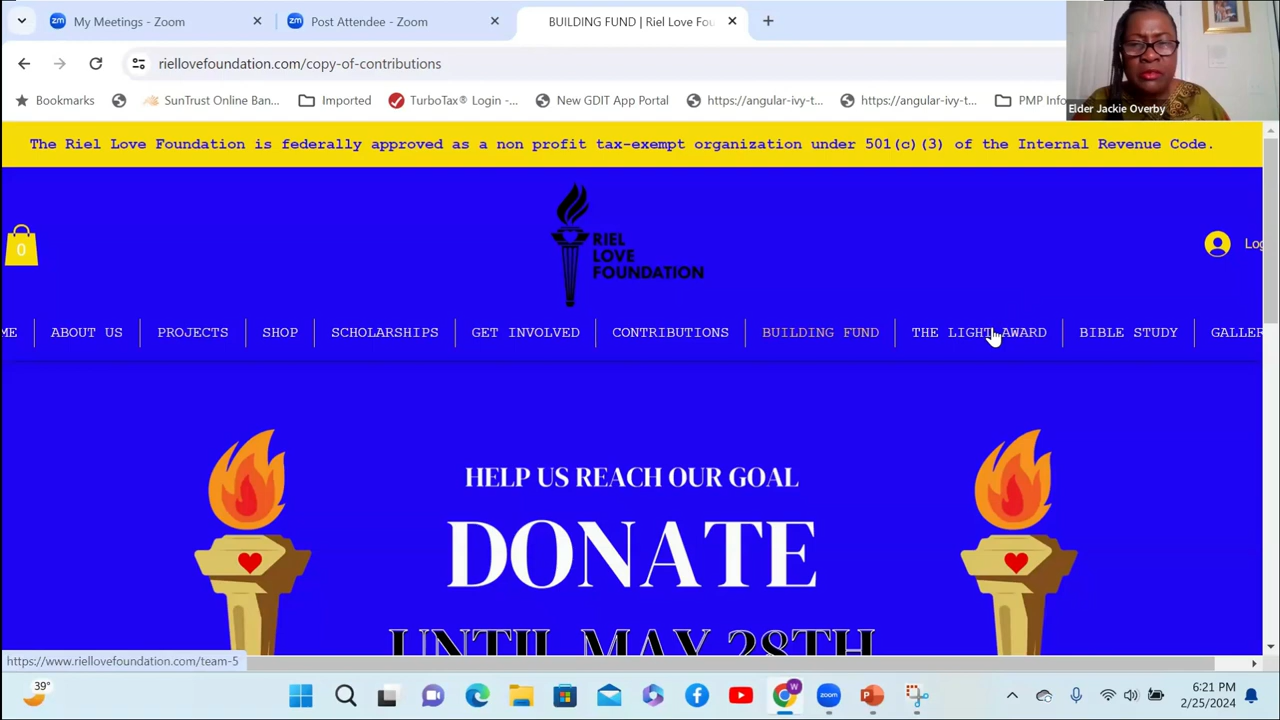 My Meetings - Zoom
Post Attendee - Zoom
BUILDING FUND | Riel Love Fou
riellovefoundation.com/copy-of-contributions
Bookmarks
SunTrust Online Ban...
Imported
TurboTax® Login -...
New GDIT App Portal
https://angular-ivy-t...
https://angular-ivy-t...
PMP Info
Elder Jackie Overby
The Riel Love Foundation is federally approved as a non profit tax-exempt organization under 501(c)(3) of the Internal Revenue Code.
0
RIEL
LOVE
FOUNDATION
Log
ME
ABOUT US
PROJECTS
SHOP
SCHOLARSHIPS
GET INVOLVED
CONTRIBUTIONS
BUILDING FUND
THE LIGHT AWARD
BIBLE STUDY
GALLER
HELP US REACH OUR GOAL
DONATE
UNTIL MAY 28TH
https://www.riellovefoundation.com/team-5
39°
6:21 PM
2/25/2024